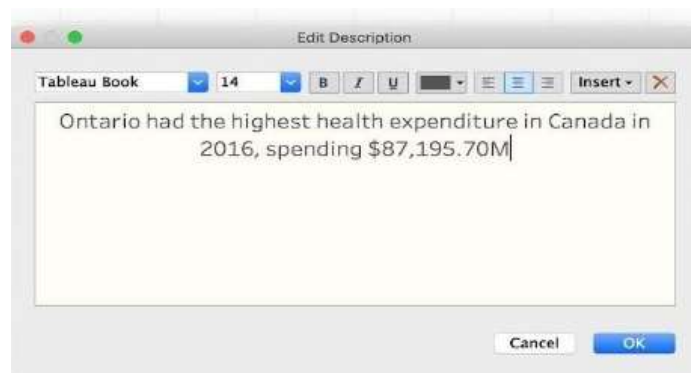 Edit Description
Tableau Book 14 B I U Insert
Ontario had the highest health expenditure in Canada in
2016, spending $87,195.70M
Cancel OK